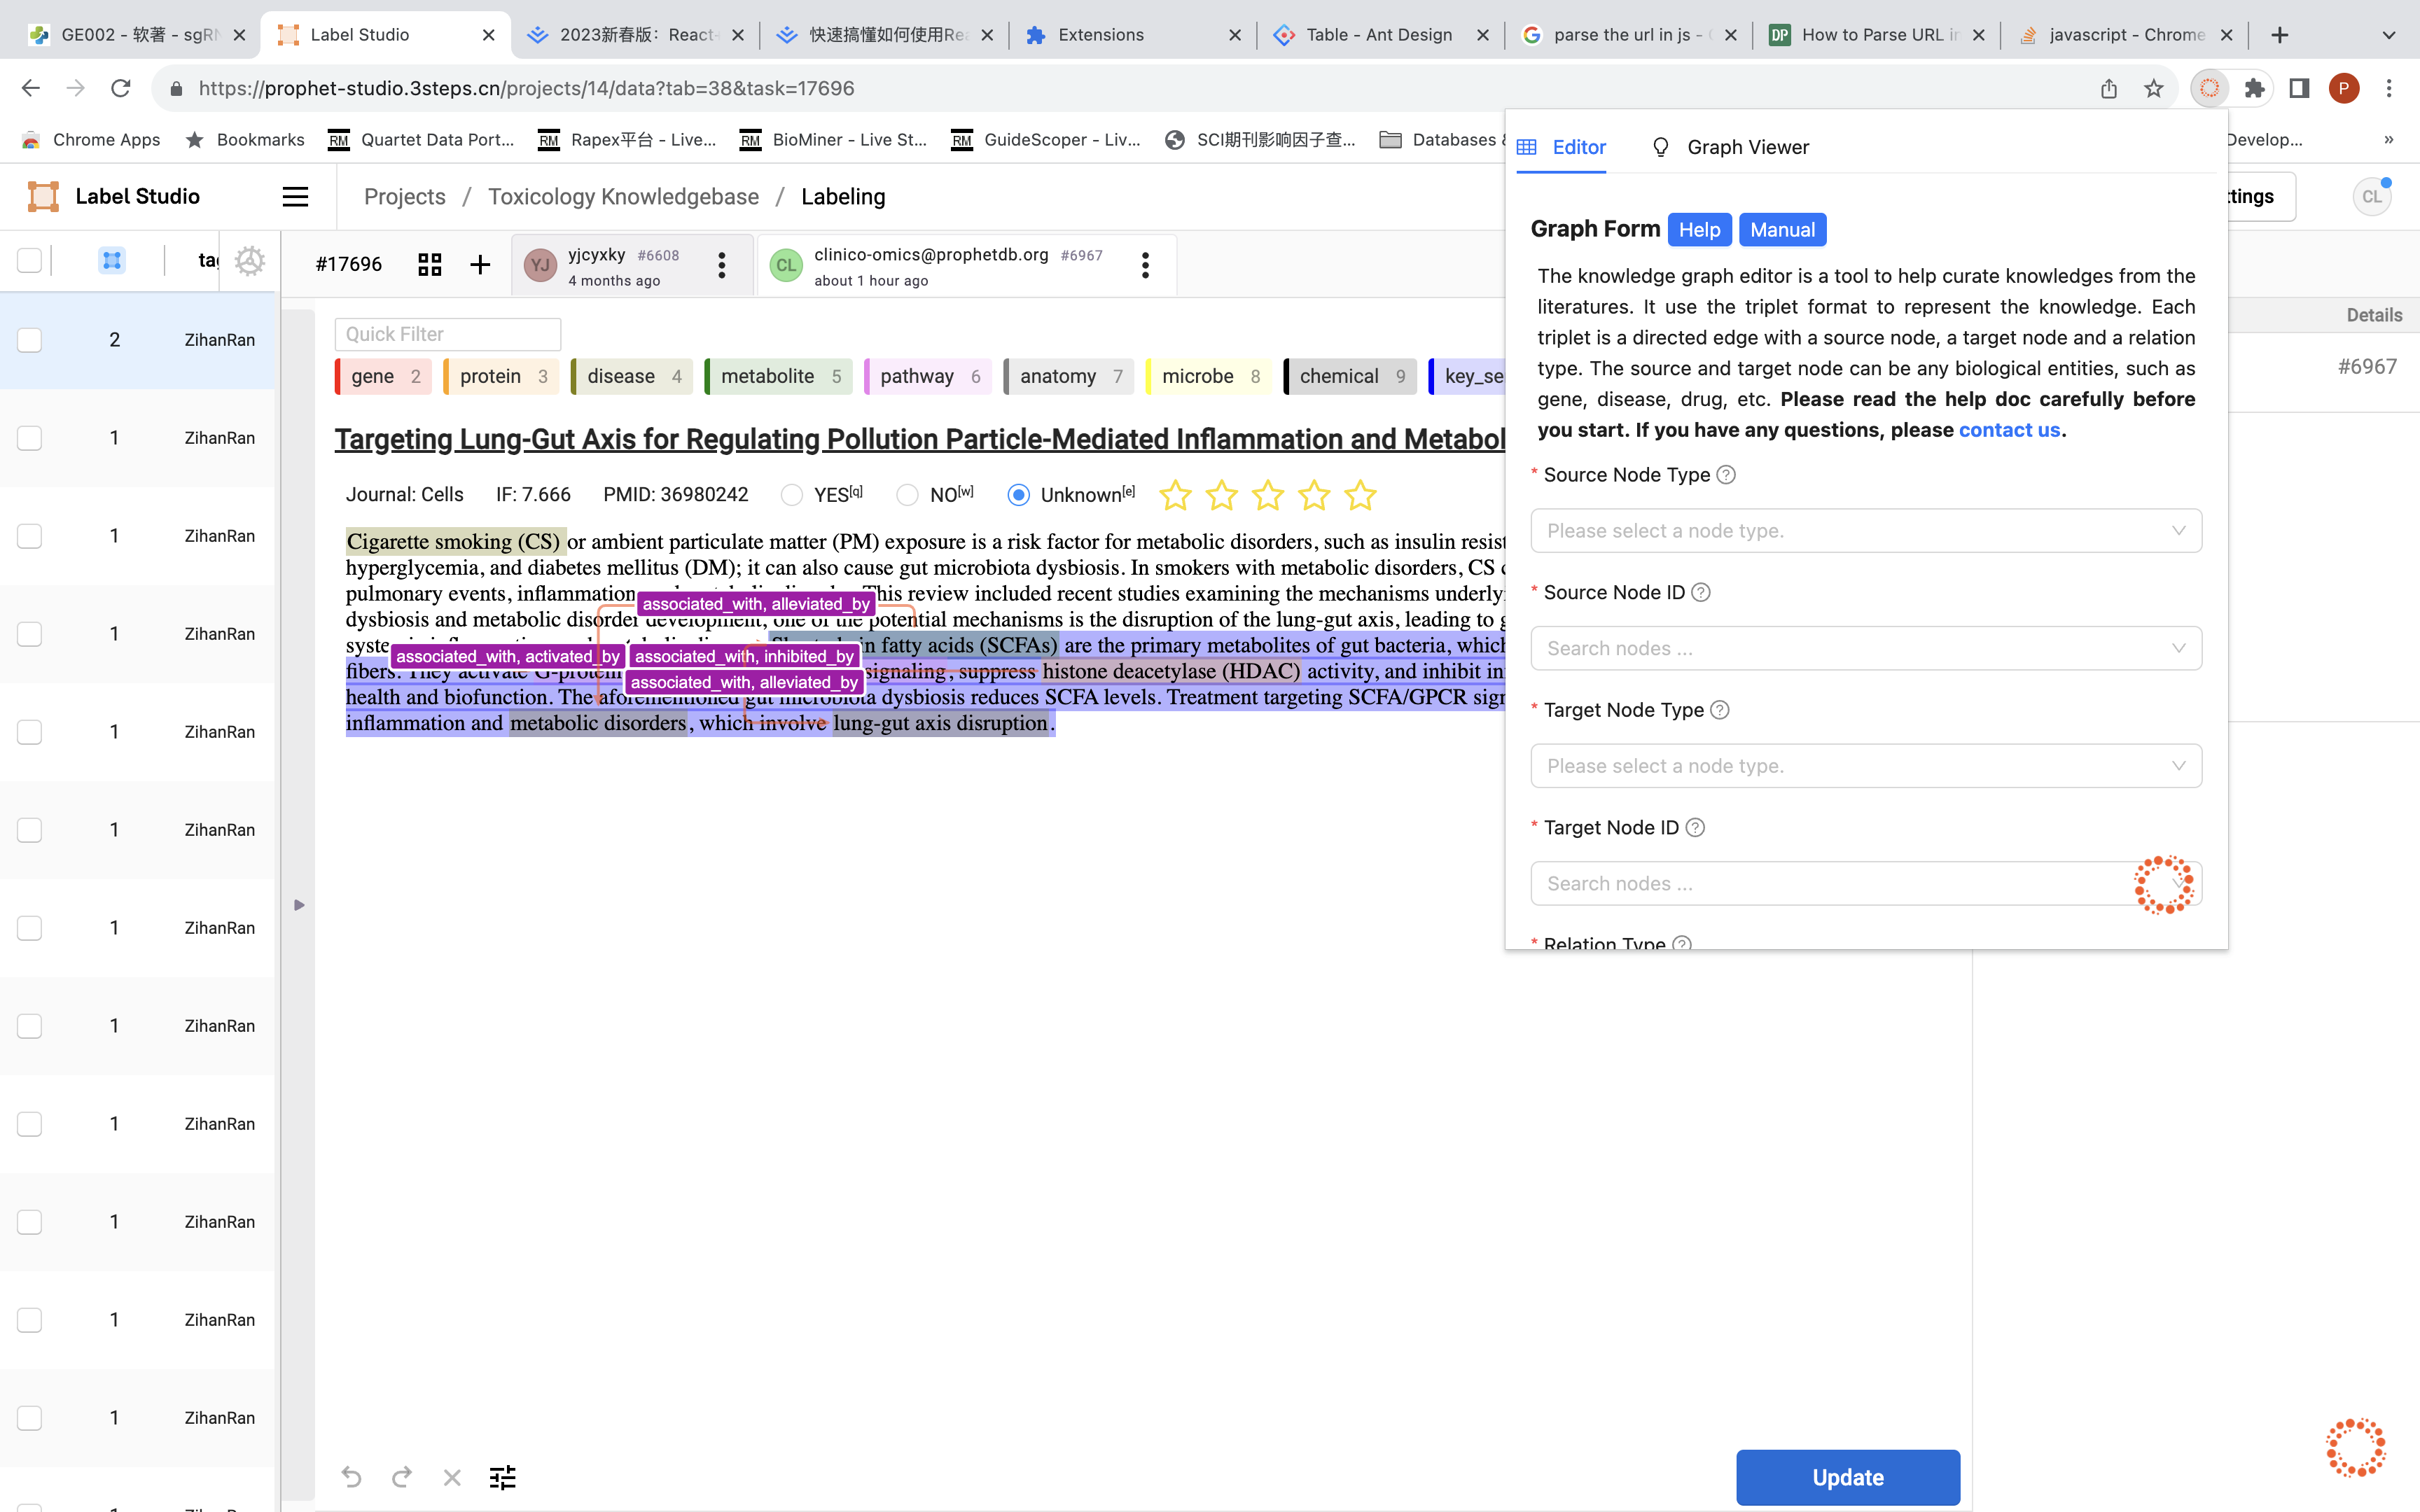 GE002 - 软著 - sgRN
Label Studio
2023新春版：React
快速搞懂如何使用Rea
Extensions
Table - Ant Design
parse the url in js -
How to Parse URL in
javascript - Chrome
https://prophet-studio.3steps.cn/projects/14/data?tab=38&task=17696
P
Chrome Apps
Bookmarks
RM Quartet Data Port...
RM Rapex平台 - Live...
RM BioMiner - Live St...
RM GuideScoper - Liv...
SCI期刊影响因子查...
Databases &
Develop...
»
Label Studio
Projects / Toxicology Knowledgebase / Labeling
ttings
CL
tag
#17696
YJ
yjcyxky #6608
4 months ago
CL
clinico-omics@prophetdb.org #6967
about 1 hour ago
2 ZihanRan
1 ZihanRan
1 ZihanRan
1 ZihanRan
1 ZihanRan
1 ZihanRan
1 ZihanRan
1 ZihanRan
1 ZihanRan
1 ZihanRan
1 ZihanRan
1 ZihanRan
Quick Filter
gene 2
protein 3
disease 4
metabolite 5
pathway 6
anatomy 7
microbe 8
chemical 9
key_se
Targeting Lung-Gut Axis for Regulating Pollution Particle-Mediated Inflammation and Metabol
Journal: Cells IF: 7.666 PMID: 36980242 YES[q] NO[w] Unknown[e]
Cigarette smoking (CS) or ambient particulate matter (PM) exposure is a risk factor for metabolic disorders, such as insulin resist
hyperglycemia, and diabetes mellitus (DM); it can also cause gut microbiota dysbiosis. In smokers with metabolic disorders, CS c
pulmonary events, inflammation, This review included recent studies examining the mechanisms underlyi
associated_with, alleviated_by
dysbiosis and metabolic disorder development; one of the potential mechanisms is the disruption of the lung-gut axis, leading to g
in fatty acids (SCFAs) are the primary metabolites of gut bacteria, which
associated_with, activated_by
associated_with, inhibited_by
fibers. They activate G-protein signaling, suppress histone deacetylase (HDAC) activity, and inhibit in
associated_with, alleviated_by
health and biofunction. The aforementioned gut microbiota dysbiosis reduces SCFA levels. Treatment targeting SCFA/GPCR sign
inflammation and metabolic disorders, which involve lung-gut axis disruption.
Update
Details
#6967
Editor
Graph Viewer
Graph Form Help Manual
The knowledge graph editor is a tool to help curate knowledges from the
literatures. It use the triplet format to represent the knowledge. Each
triplet is a directed edge with a source node, a target node and a relation
type. The source and target node can be any biological entities, such as
gene, disease, drug, etc. Please read the help doc carefully before
you start. If you have any questions, please contact us.
* Source Node Type ?
Please select a node type.
* Source Node ID ?
Search nodes ...
* Target Node Type ?
Please select a node type.
* Target Node ID ?
Search nodes ...
* Relation Type ?